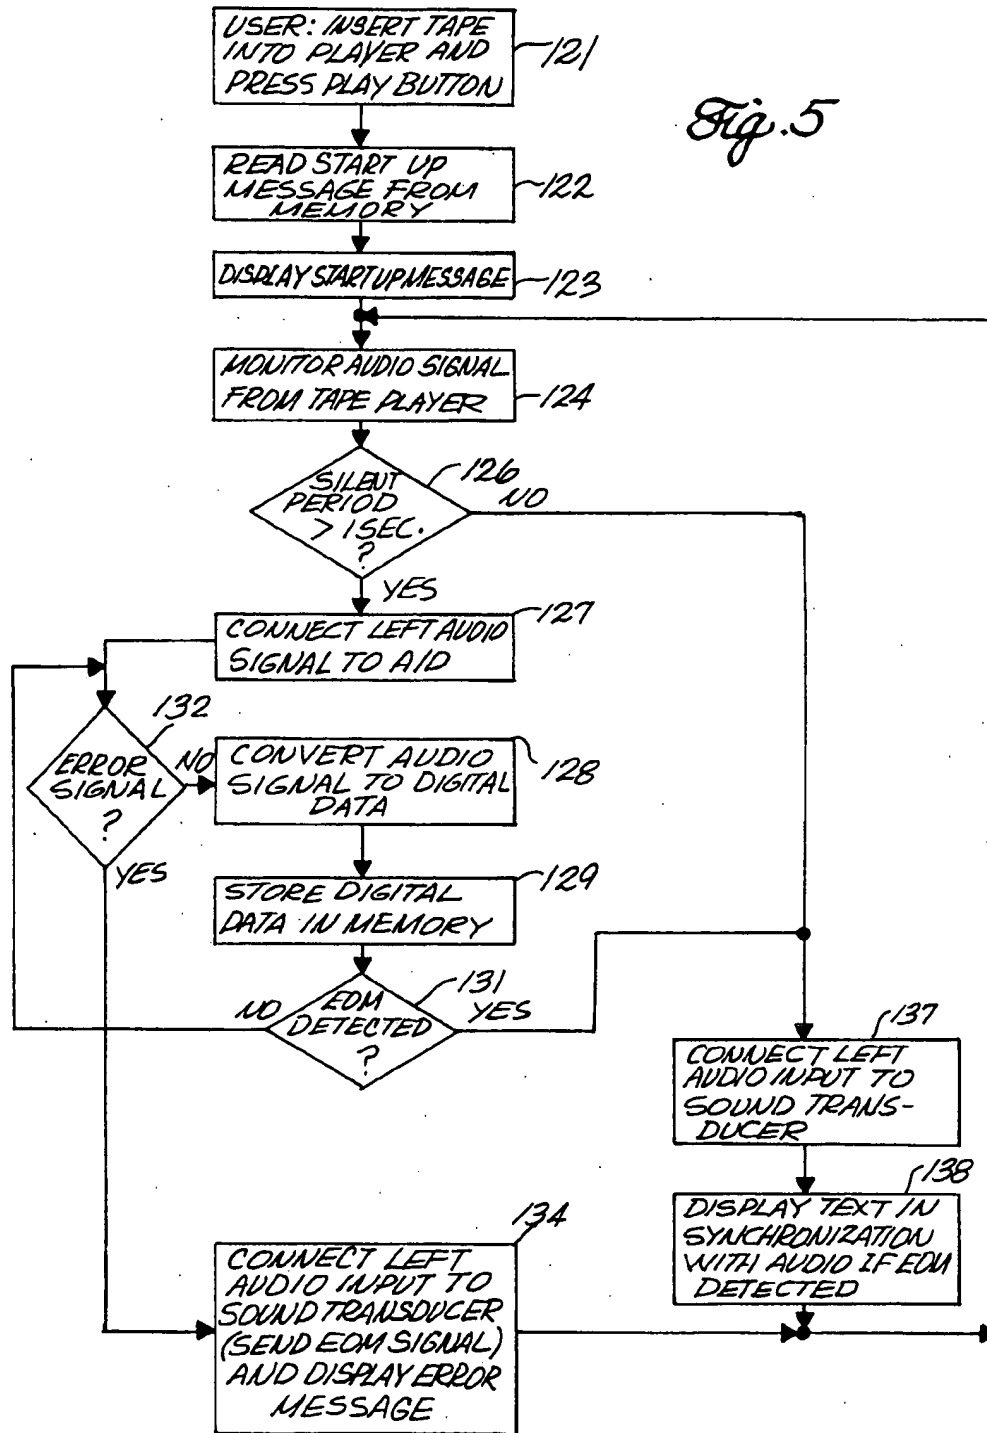 USER: INSERT TAPE
INTO PLAYER AND
PRESS PLAY BUTTON
121
Fig. 5
READ START UP
MESSAGE FROM
MEMORY
122
DISPLAY START UP MESSAGE
123
MONITOR AUDIO SIGNAL
FROM TAPE PLAYER
124
SILENT
PERIOD
> 1 SEC.
?
126
NO
YES
CONNECT LEFT AUDIO
SIGNAL TO A/D
127
ERROR
SIGNAL
?
132
NO
YES
CONVERT AUDIO
SIGNAL TO DIGITAL
DATA
128
STORE DIGITAL
DATA IN MEMORY
129
EOM
DETECTED
?
131
NO
YES
CONNECT LEFT
AUDIO INPUT TO
SOUND TRANS-
DUCER
137
DISPLAY TEXT IN
SYNCHRONIZATION
WITH AUDIO IF EOM
DETECTED
138
CONNECT LEFT
AUDIO INPUT TO
SOUND TRANSDUCER
(SEND EOM SIGNAL)
AND DISPLAY ERROR
MESSAGE
134